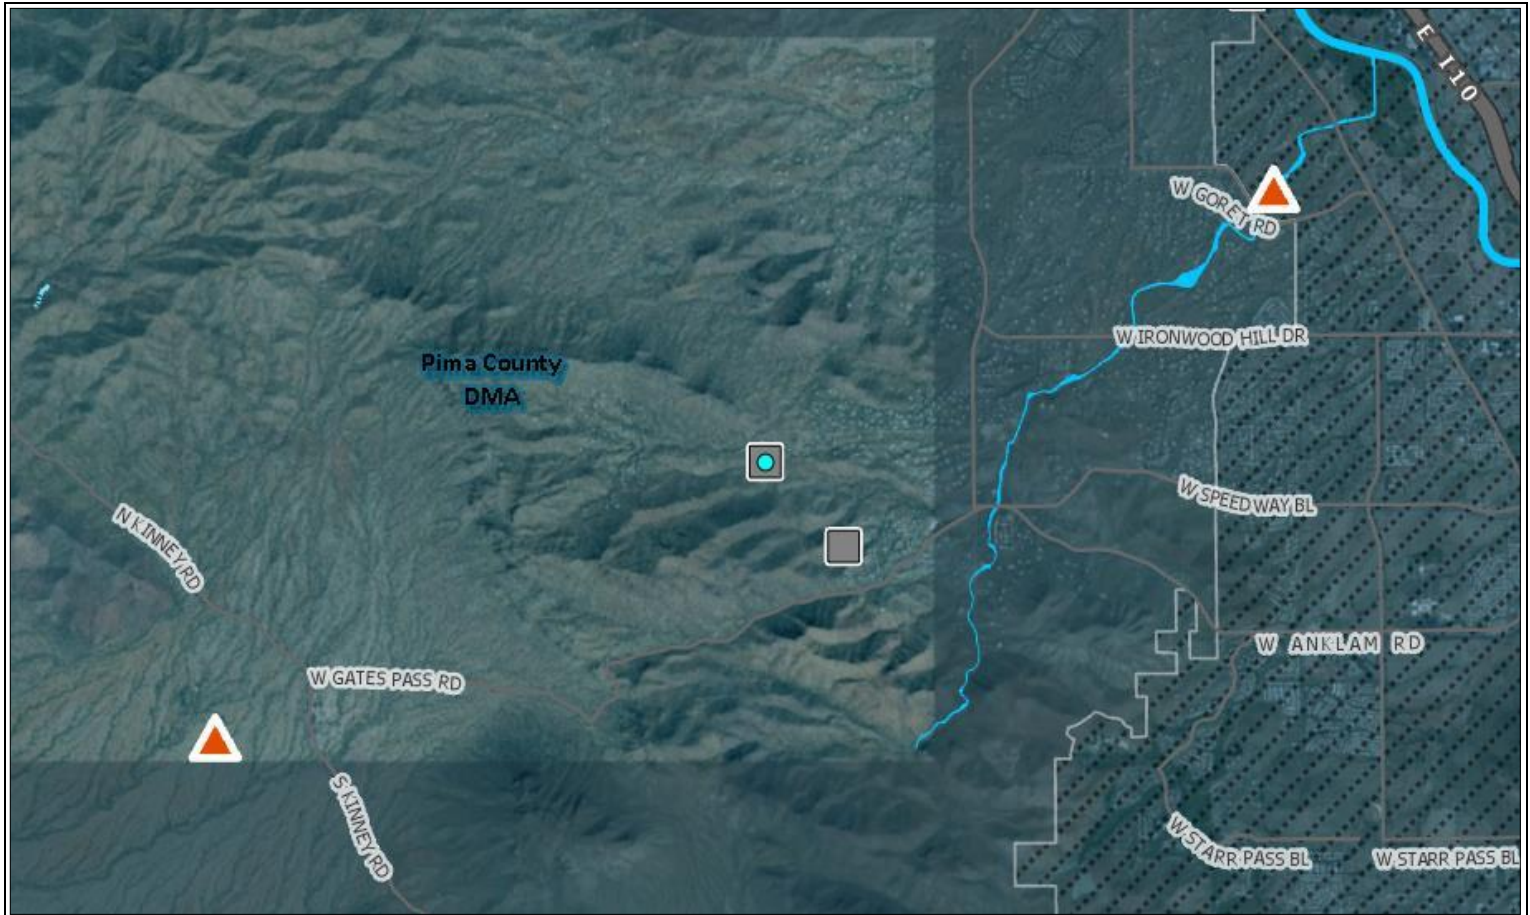 E I 10
W GORET RD
W IRONWOOD HILL DR
Pima County
DMA
W SPEEDWAY BL
N KINNEY RD
W ANKLAM RD
W GATES PASS RD
S KINNEY RD
W STARR PASS BL
W STARR PASS BL